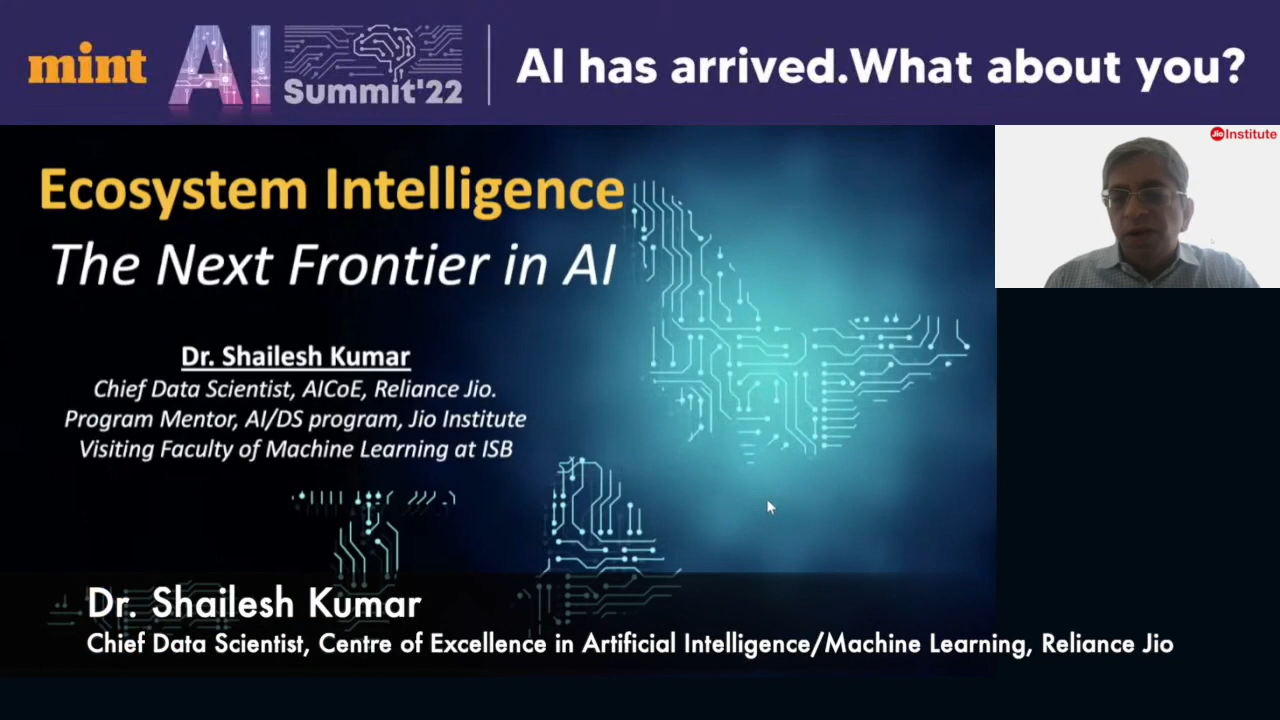 mint AI Summit'22 AI has arrived.What about you?
Jio Institute
Ecosystem Intelligence
The Next Frontier in AI
Dr. Shailesh Kumar
Chief Data Scientist, AICoE, Reliance Jio.
Program Mentor, AI/DS program, Jio Institute
Visiting Faculty of Machine Learning at ISB
Dr. Shailesh Kumar
Chief Data Scientist, Centre of Excellence in Artificial Intelligence/Machine Learning, Reliance Jio